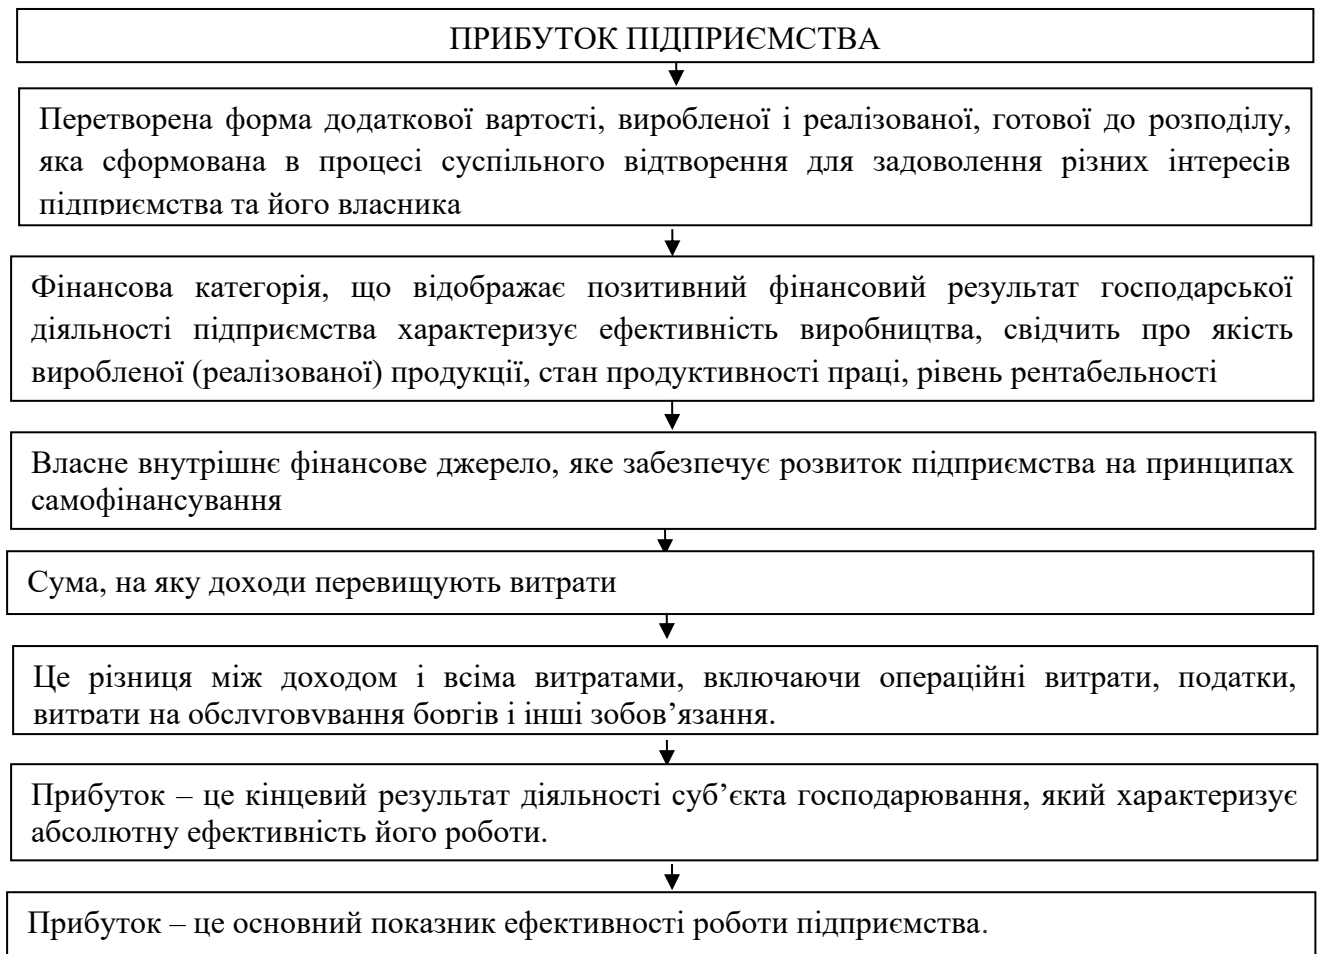 ПРИБУТОК ПІДПРИЄМСТВА
Перетворена форма додаткової вартості, виробленої і реалізованої, готової до розподілу,
яка сформована в процесі суспільного відтворення для задоволення різних інтересів
підприємства та його власника
Фінансова категорія, що відображає позитивний фінансовий результат господарської
діяльності підприємства характеризує ефективність виробництва, свідчить про якість
виробленої (реалізованої) продукції, стан продуктивності праці, рівень рентабельності
Власне внутрішнє фінансове джерело, яке забезпечує розвиток підприємства на принципах
самофінансування
Сума, на яку доходи перевищують витрати
Це різниця між доходом і всіма витратами, включаючи операційні витрати, податки,
витрати на обслуговування боргів і інші зобов’язання.
Прибуток – це кінцевий результат діяльності суб’єкта господарювання, який характеризує
абсолютну ефективність його роботи.
Прибуток – це основний показник ефективності роботи підприємства.